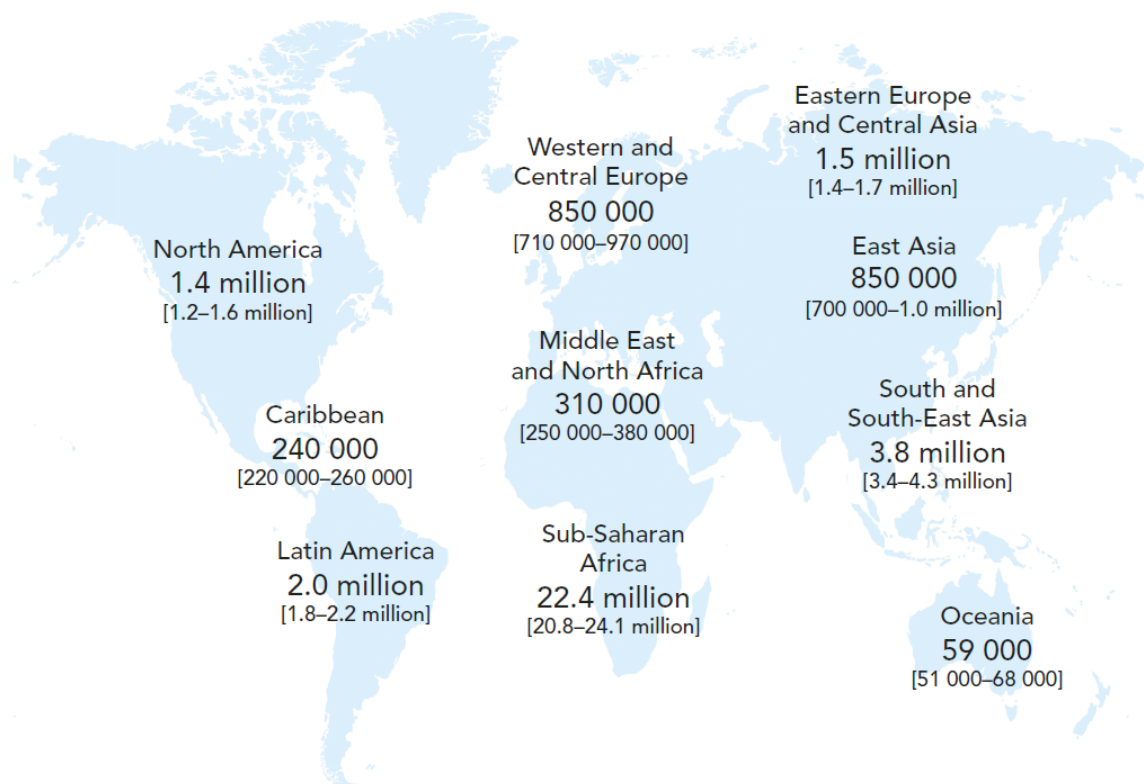 Eastern Europe
and Central Asia
1.5 million
[1.4–1.7 million]
Western and
Central Europe
850 000
[710 000–970 000]
North America
1.4 million
[1.2–1.6 million]
East Asia
850 000
[700 000–1.0 million]
Middle East
and North Africa
310 000
[250 000–380 000]
Caribbean
240 000
[220 000–260 000]
South and
South-East Asia
3.8 million
[3.4–4.3 million]
Latin America
2.0 million
[1.8–2.2 million]
Sub-Saharan
Africa
22.4 million
[20.8–24.1 million]
Oceania
59 000
[51 000–68 000]